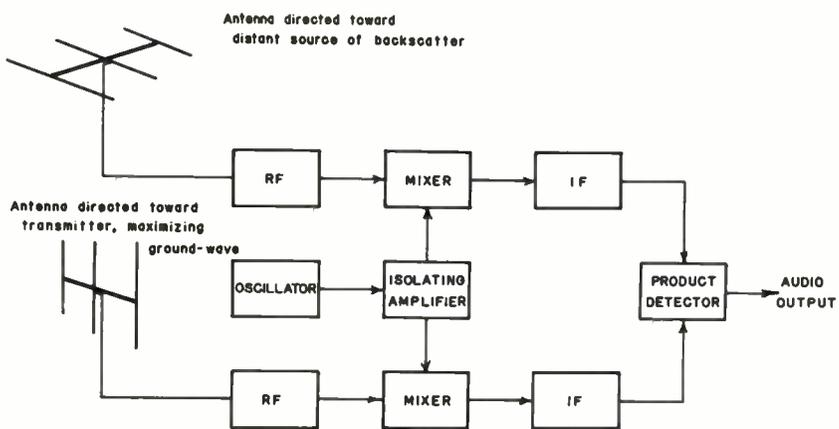 Antenna directed toward
distant source of backscatter
RF
MIXER
IF
Antenna directed toward
transmitter, maximizing
ground-wave
OSCILLATOR
ISOLATING
AMPLIFIER
PRODUCT
DETECTOR
AUDIO
OUTPUT
RF
MIXER
IF